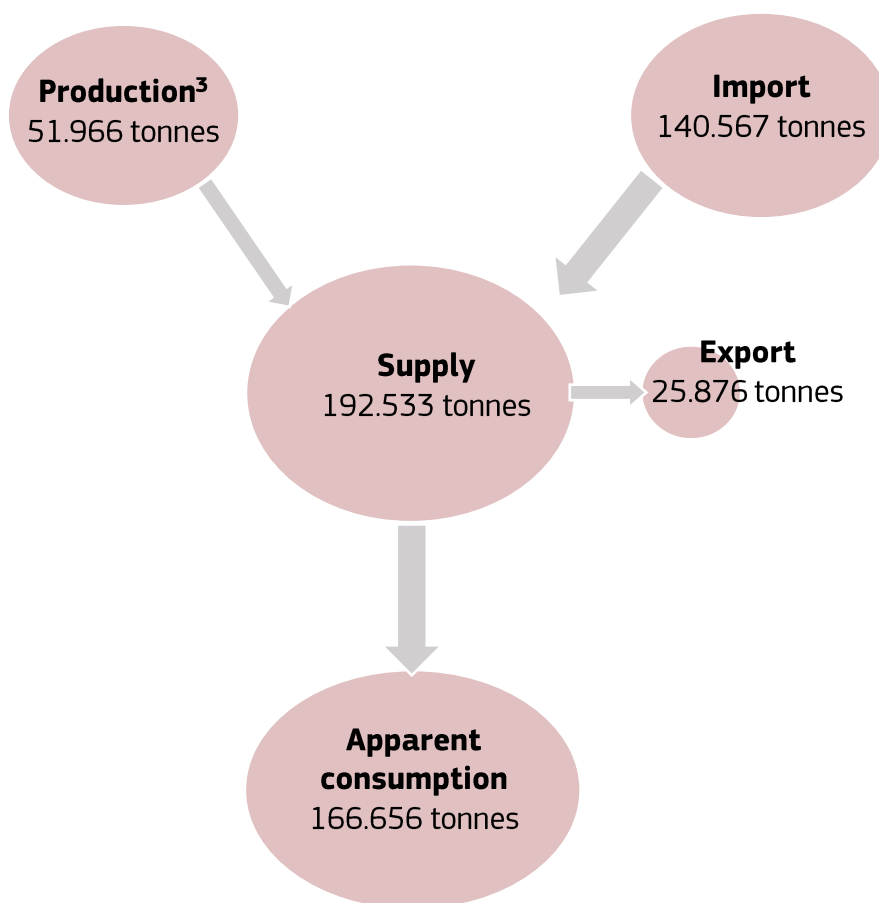 Production³
51.966 tonnes
Import
140.567 tonnes
Supply
192.533 tonnes
Export
25.876 tonnes
Apparent
consumption
166.656 tonnes